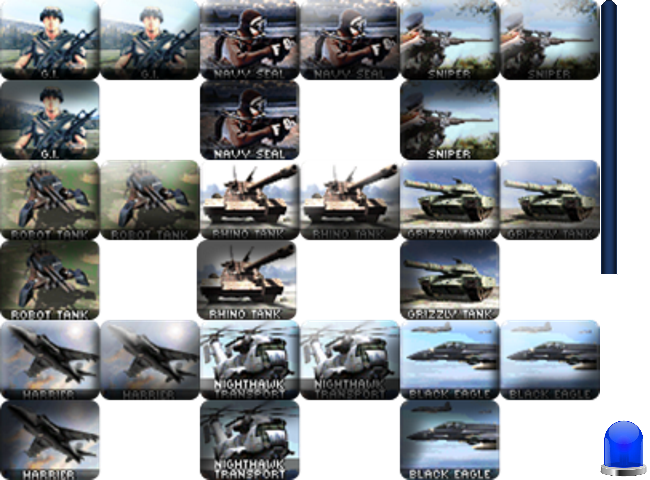 G.I. G.I. NAVY SEAL NAVY SEAL SNIPER SNIPER
G.I. NAVY SEAL SNIPER
ROBOT TANK ROBOT TANK RHINO TANK RHINO TANK GRIZZLY TANK GRIZZLY TANK
ROBOT TANK RHINO TANK GRIZZLY TANK
HARRIER HARRIER NIGHTHAWK TRANSPORT NIGHTHAWK TRANSPORT BLACK EAGLE BLACK EAGLE
HARRIER NIGHTHAWK TRANSPORT BLACK EAGLE